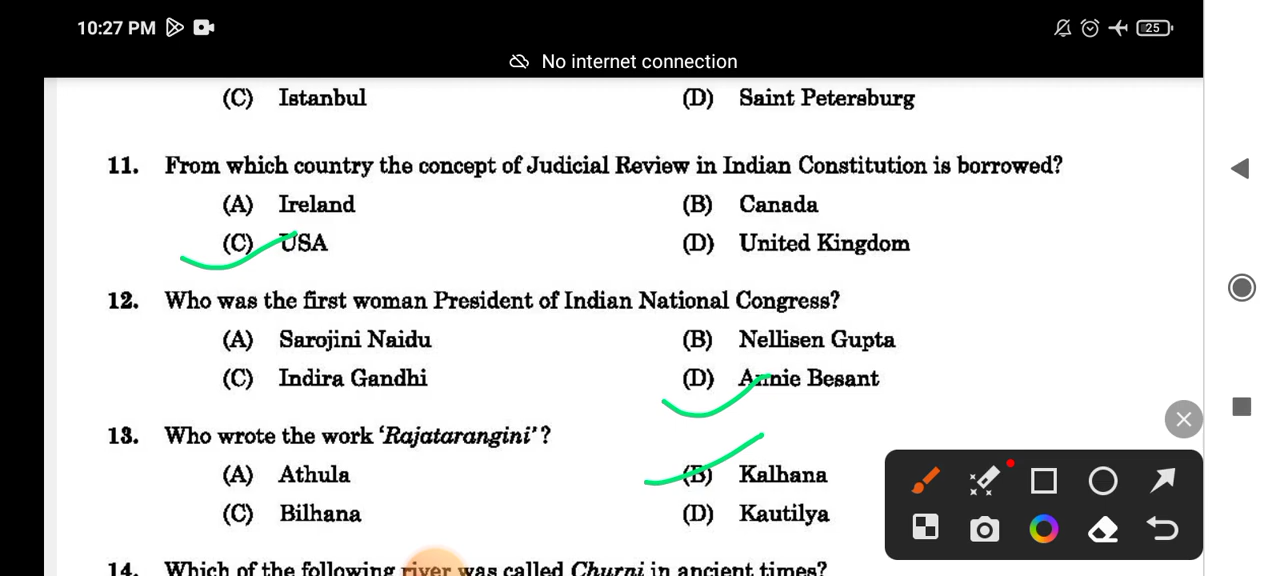 10:27 PM 25
No internet connection
(C) Istanbul (D) Saint Petersburg
11. From which country the concept of Judicial Review in Indian Constitution is borrowed?
(A) Ireland (B) Canada
(C) USA (D) United Kingdom
12. Who was the first woman President of Indian National Congress?
(A) Sarojini Naidu (B) Nellisen Gupta
(C) Indira Gandhi (D) Annie Besant
13. Who wrote the work ‘Rajatarangini’?
(A) Athula (B) Kalhana
(C) Bilhana (D) Kautilya
14. Which of the following river was called Churni in ancient times?